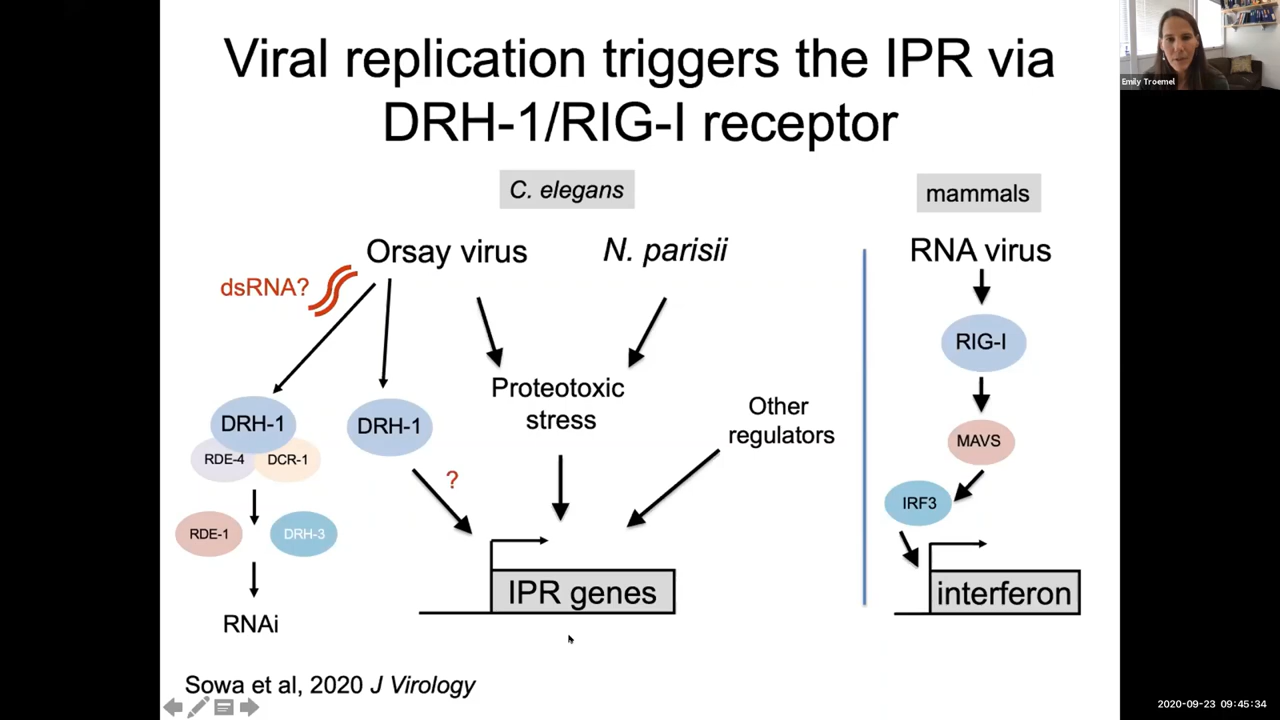 Viral replication triggers the IPR via
DRH-1/RIG-I receptor
C. elegans
mammals
Orsay virus
N. parisii
RNA virus
dsRNA?
RIG-I
Proteotoxic
stress
Other
regulators
DRH-1
DRH-1
MAVS
RDE-4
DCR-1
?
IRF3
RDE-1
DRH-3
IPR genes
interferon
RNAi
Sowa et al, 2020 J Virology
Emily Troemel
2020-09-23 09:45:34